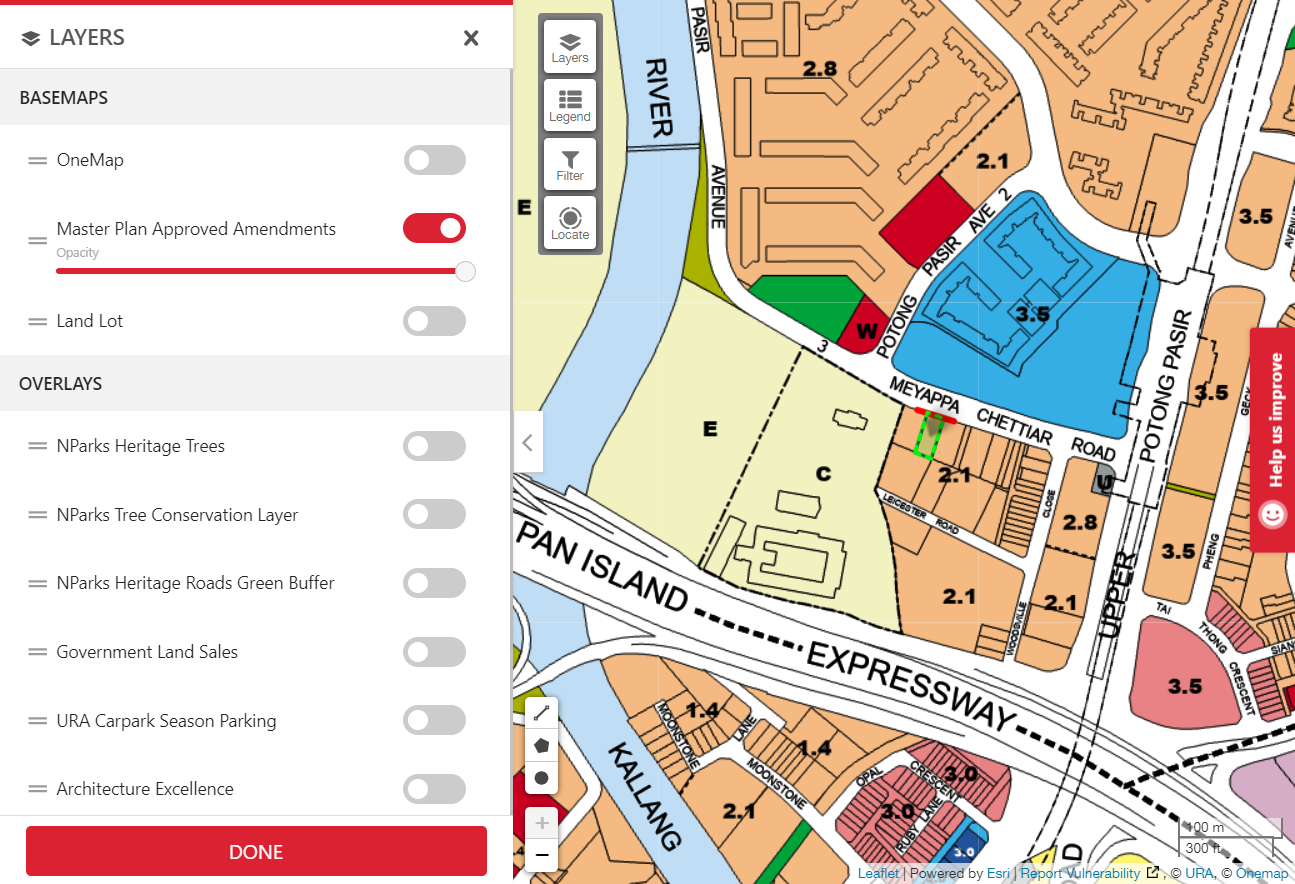 LAYERS
BASEMAPS
OneMap
Master Plan Approved Amendments
Opacity
Land Lot
OVERLAYS
NParks Heritage Trees
NParks Tree Conservation Layer
NParks Heritage Roads Green Buffer
Government Land Sales
URA Carpark Season Parking
Architecture Excellence
DONE
Layers
Legend
Filter
Locate
RIVER
PASIR
AVENUE
3
2.8
2.1
E
W
POTONG PASIR AVE 2
3.5
3.5
AVENUE
MEYAPPA CHETTIAR ROAD
POTONG PASIR
3.5
GECK
Help us improve
E
C
2.1
LEICESTER ROAD
CLOSE
U
2.8
3.5
PHENG
2.1
WOODSVILLE
2.1
UPPER
TAI THONG CRESCENT
SIANG
3.5
PAN ISLAND EXPRESSWAY
1.4
MOONSTONE LANE
1.4
MOONSTONE
2.1
KALLANG
OPAL CRESCENT
3.0
3.0
RUBY LANE
3.0
+
−
100 m
300 ft
Leaflet | Powered by Esri | Report Vulnerability , © URA, © Onemap